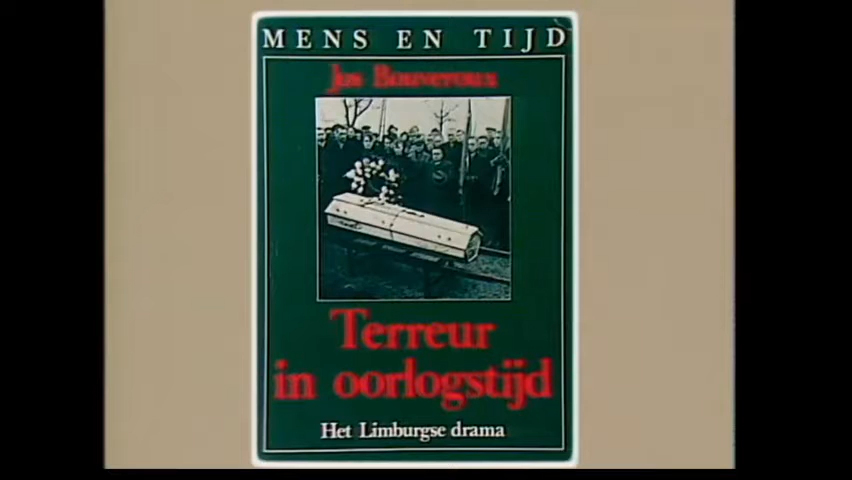 MENS EN TIJD
Jos Bouveroux
Terreur
in oorlogstijd
Het Limburgse drama